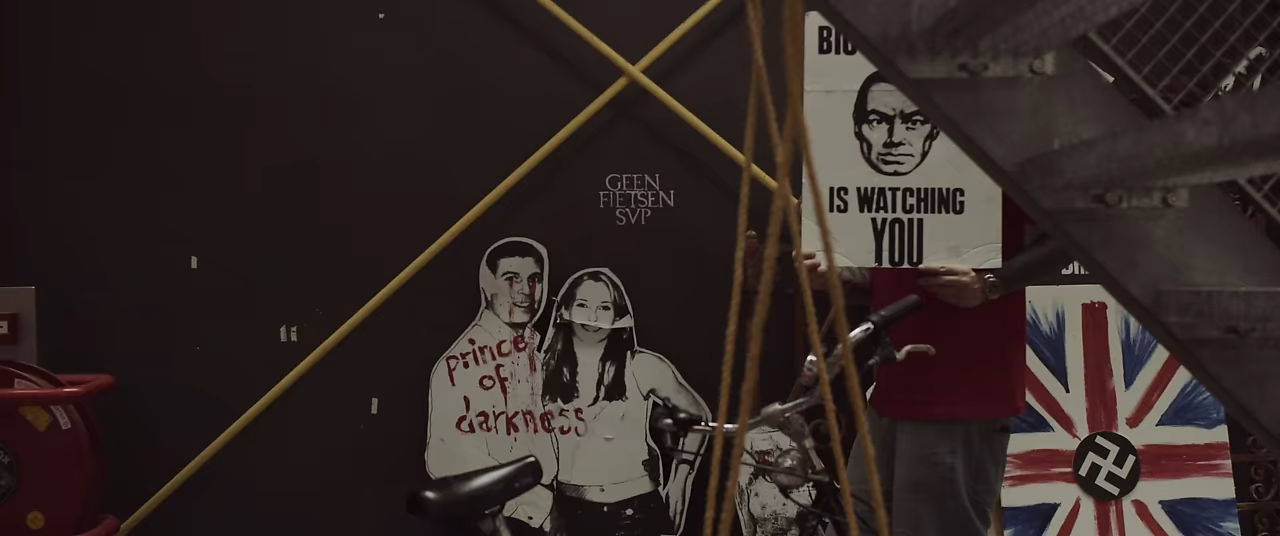 GEEN
FIETSEN
SVP
prince
of
darkness
IS WATCHING
YOU